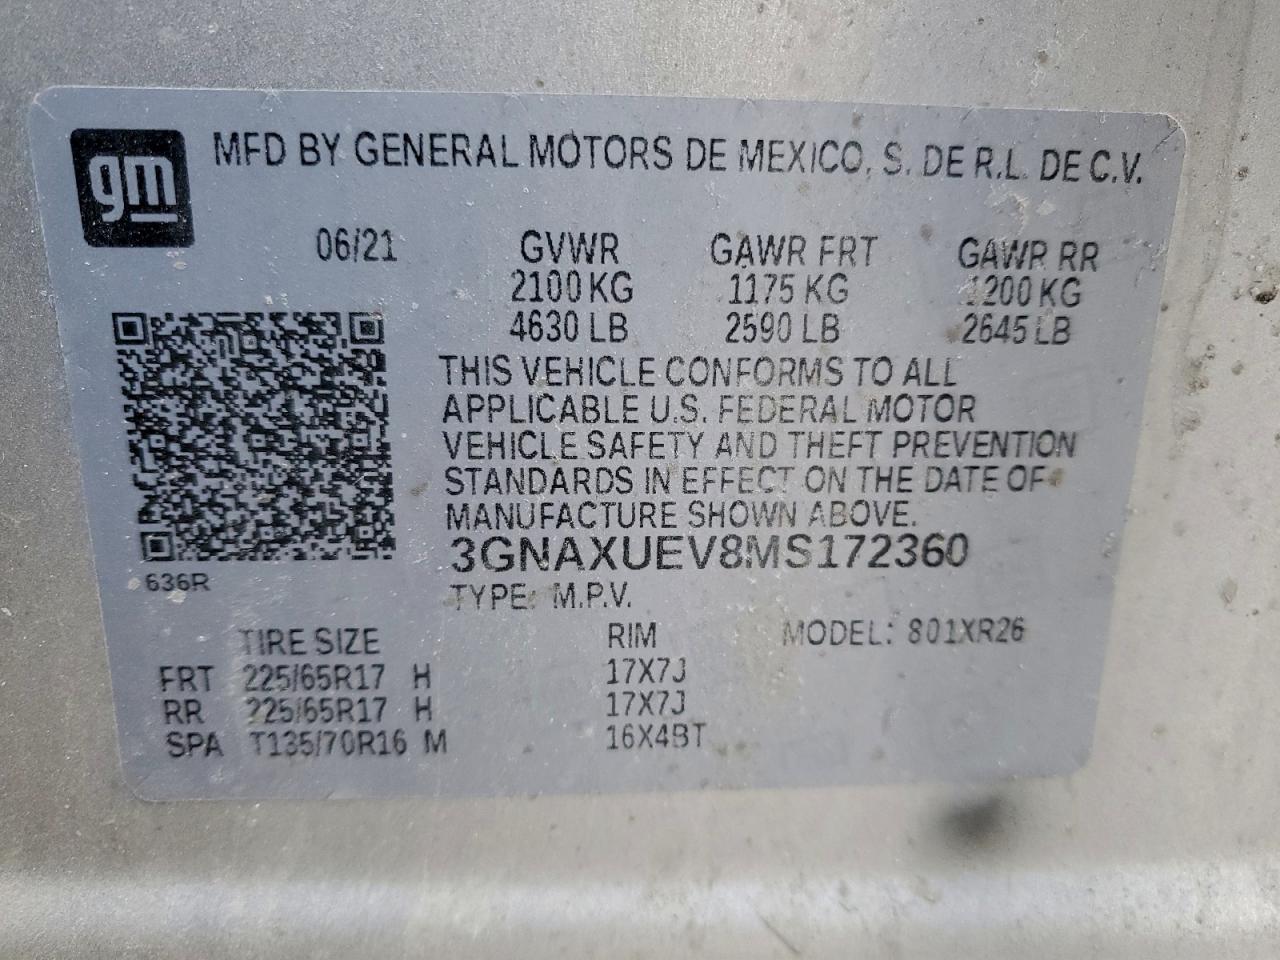 gm
MFD BY GENERAL MOTORS DE MEXICO, S. DE R.L. DE C.V.
06/21 GVWR GAWR FRT GAWR RR
2100 KG 1175 KG 1200 KG
4630 LB 2590 LB 2645 LB
THIS VEHICLE CONFORMS TO ALL
APPLICABLE U.S. FEDERAL MOTOR
VEHICLE SAFETY AND THEFT PREVENTION
STANDARDS IN EFFECT ON THE DATE OF
MANUFACTURE SHOWN ABOVE.
3GNAXUEV8MS172360
636R
TYPE: M.P.V.
TIRE SIZE RIM MODEL: 801XR26
FRT 225/65R17 H 17X7J
RR 225/65R17 H 17X7J
SPA T135/70R16 M 16X4BT